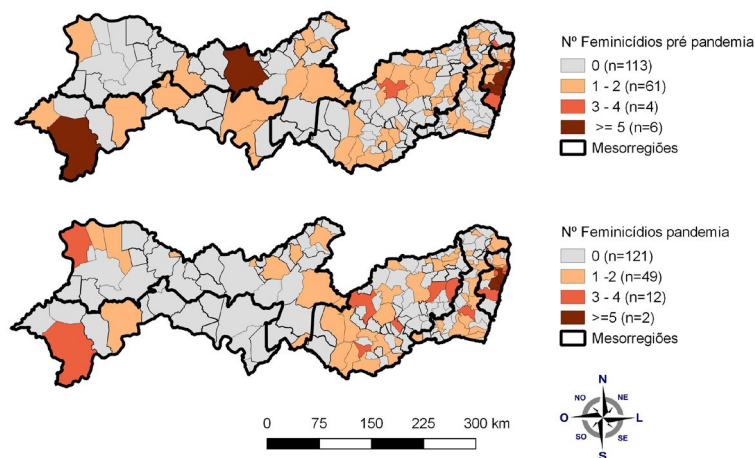 Nº Feminicídios pré pandemia
0 (n=113)
1 - 2 (n=61)
3 - 4 (n=4)
>= 5 (n=6)
Mesorregiões
Nº Feminicídios pandemia
0 (n=121)
1 -2 (n=49)
3 - 4 (n=12)
>=5 (n=2)
Mesorregiões
N
NO NE
O L
SO SE
S
0 75 150 225 300 km